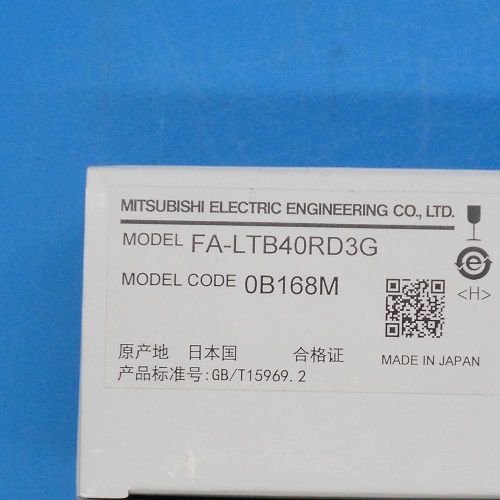 MITSUBISHI ELECTRIC ENGINEERING CO., LTD.
MODEL FA-LTB40RD3G
MODEL CODE 0B168M
<H>
原产地 日本国 合格证 MADE IN JAPAN
产品标准号:GB/T15969.2